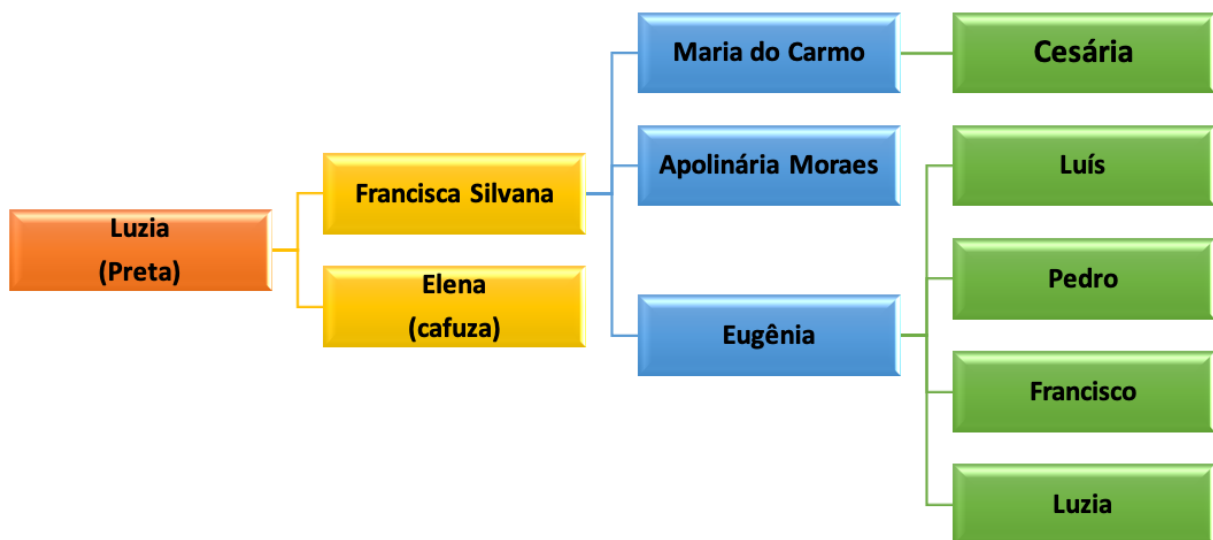 Luzia
(Preta)
Francisca Silvana
Elena
(cafuza)
Maria do Carmo
Apolinária Moraes
Eugênia
Cesária
Luís
Pedro
Francisco
Luzia